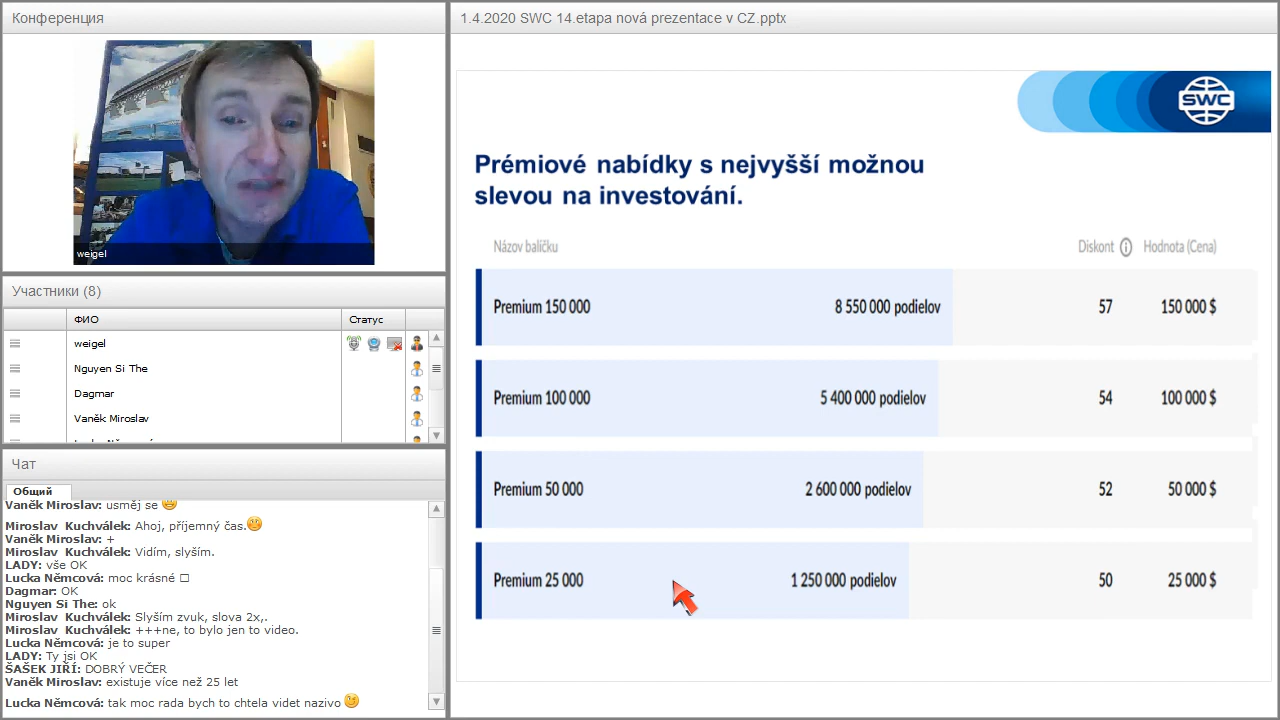 Конференция
weigel
Участники (8)
ФИО
Статус
weigel
Nguyen Si The
Dagmar
Vaněk Miroslav
Чат
Общий
Vaněk Miroslav: usměj se
Miroslav Kuchválek: Ahoj, příjemný čas.
Vaněk Miroslav: +
Miroslav Kuchválek: Vidím, slyším.
LADY: vše OK
Lucka Němcová: moc krásné □
Dagmar: OK
Nguyen Si The: ok
Miroslav Kuchválek: Slyším zvuk, slova 2x,.
Miroslav Kuchválek: +++ne, to bylo jen to video.
Lucka Němcová: je to super
LADY: Ty jsi OK
ŠAŠEK JIŘÍ: DOBRÝ VEČER
Vaněk Miroslav: existuje více než 25 let
Lucka Němcová: tak moc rada bych to chtela videt nazivo
1.4.2020 SWC 14.etapa nová prezentace v CZ.pptx
SWC
Prémiové nabídky s nejvyšší možnou
slevou na investování.
Názov balíčku Diskont Hodnota (Cena)
Premium 150 000 8 550 000 podielov 57 150 000 $
Premium 100 000 5 400 000 podielov 54 100 000 $
Premium 50 000 2 600 000 podielov 52 50 000 $
Premium 25 000 1 250 000 podielov 50 25 000 $